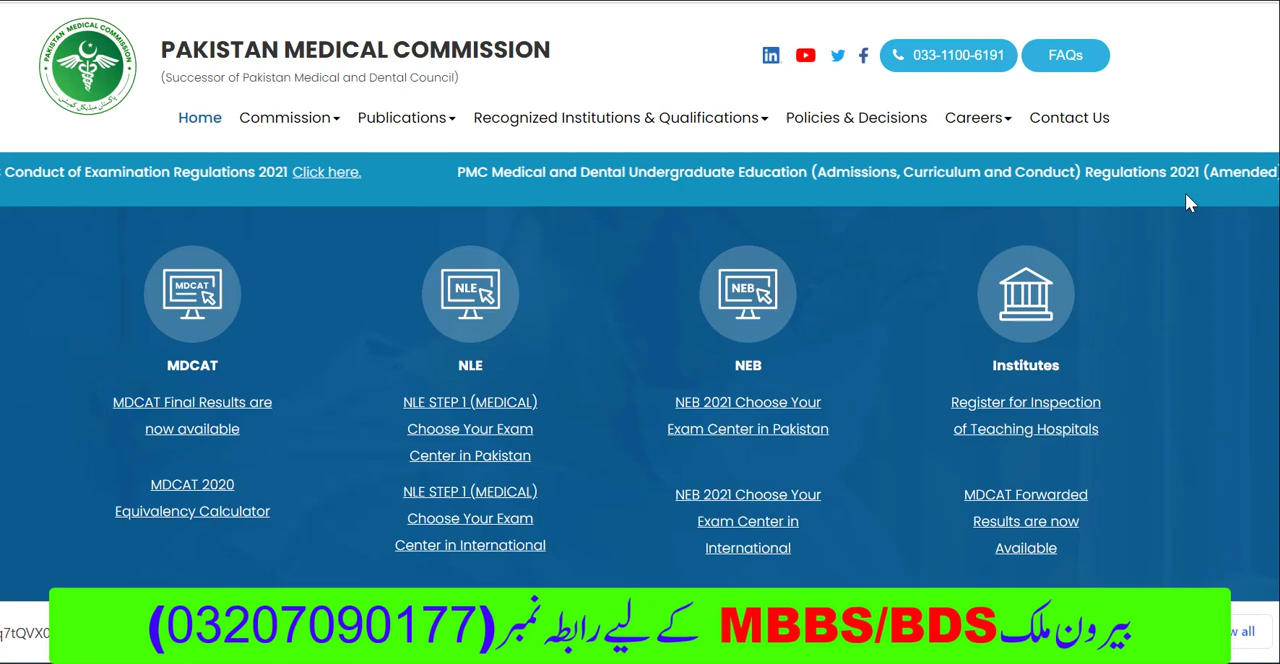 PAKISTAN MEDICAL COMMISSION
PAKISTAN MEDICAL COMMISSION
(Successor of Pakistan Medical and Dental Council)
033-1100-6191
FAQs
Home Commission Publications Recognized Institutions & Qualifications Policies & Decisions Careers Contact Us
Conduct of Examination Regulations 2021 Click here. PMC Medical and Dental Undergraduate Education (Admissions, Curriculum and Conduct) Regulations 2021 (Amended)
MDCAT
NLE
NEB
MDCAT
MDCAT Final Results are
now available
MDCAT 2020
Equivalency Calculator
NLE
NLE STEP 1 (MEDICAL)
Choose Your Exam
Center in Pakistan
NLE STEP 1 (MEDICAL)
Choose Your Exam
Center in International
NEB
NEB 2021 Choose Your
Exam Center in Pakistan
NEB 2021 Choose Your
Exam Center in
International
Institutes
Register for Inspection
of Teaching Hospitals
MDCAT Forwarded
Results are now
Available
بیرون ملک MBBS/BDS کے لیے رابطہ نمبر (03207090177)
q7tQVX0
w all